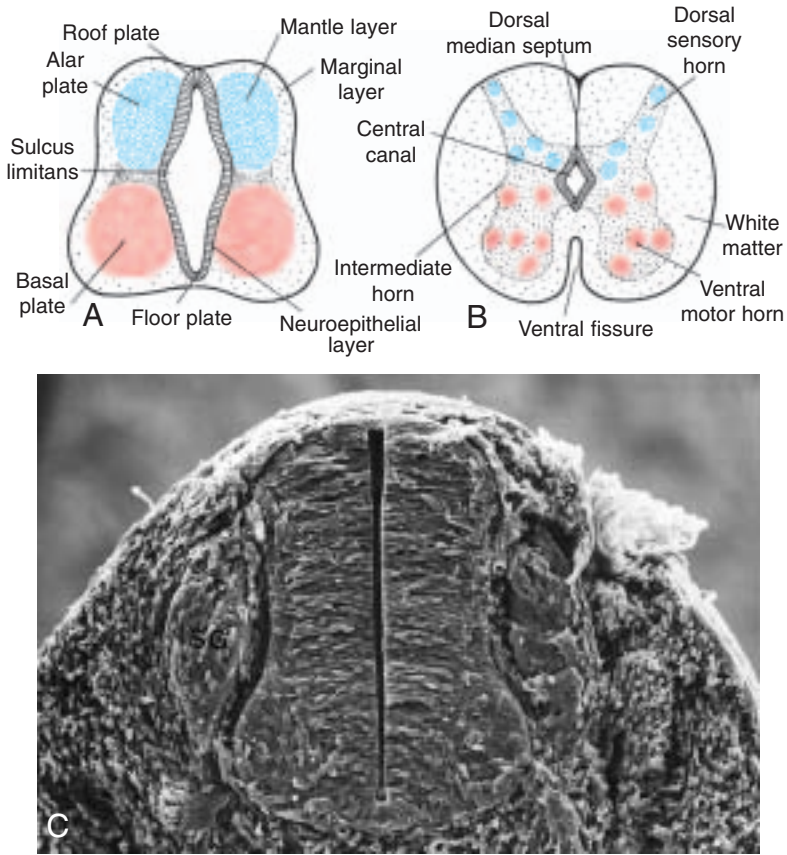 Roof plate
Alar
plate
Sulcus
limitans
Basal
plate
A
Floor plate
Mantle layer
Marginal
layer
Neuroepithelial
layer
Dorsal
median septum
Dorsal
sensory
horn
Central
canal
Intermediate
horn
B
Ventral fissure
White
matter
Ventral
motor horn
SG
C